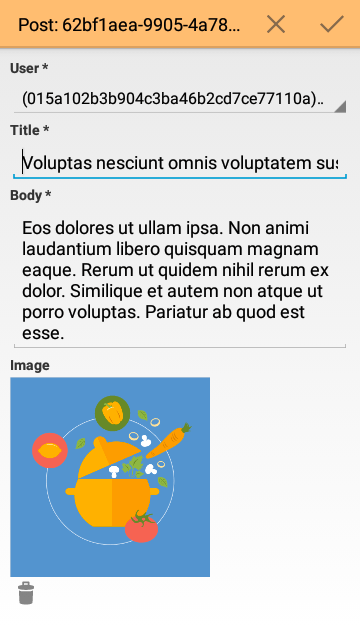 Post: 62bf1aea-9905-4a78...
User *
(015a102b3b904c3ba46b2cd7ce77110a)..
Title *
Voluptas nesciunt omnis voluptatem sus
Body *
Eos dolores ut ullam ipsa. Non animi
laudantium libero quisquam magnam
eaque. Rerum ut quidem nihil rerum ex
dolor. Similique et autem non atque ut
porro voluptas. Pariatur ab quod est
esse.
Image